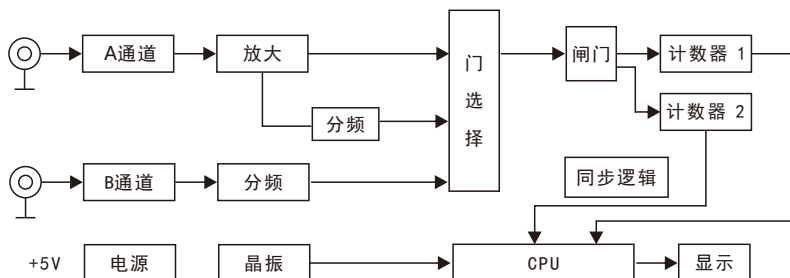 A通道
放大
门选择
闸门
计数器 1
分频
计数器 2
B通道
分频
同步逻辑
+5V
电源
晶振
CPU
显示